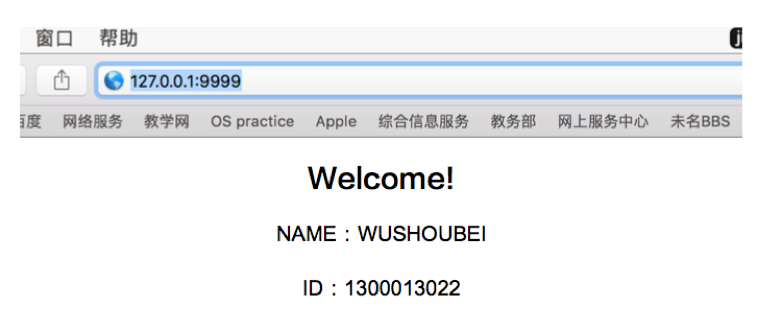 窗口 帮助
127.0.0.1:9999
百度 网络服务 教学网 OS practice Apple 综合信息服务 教务部 网上服务中心 未名BBS
Welcome!
NAME：WUSHOUBEI
ID：1300013022